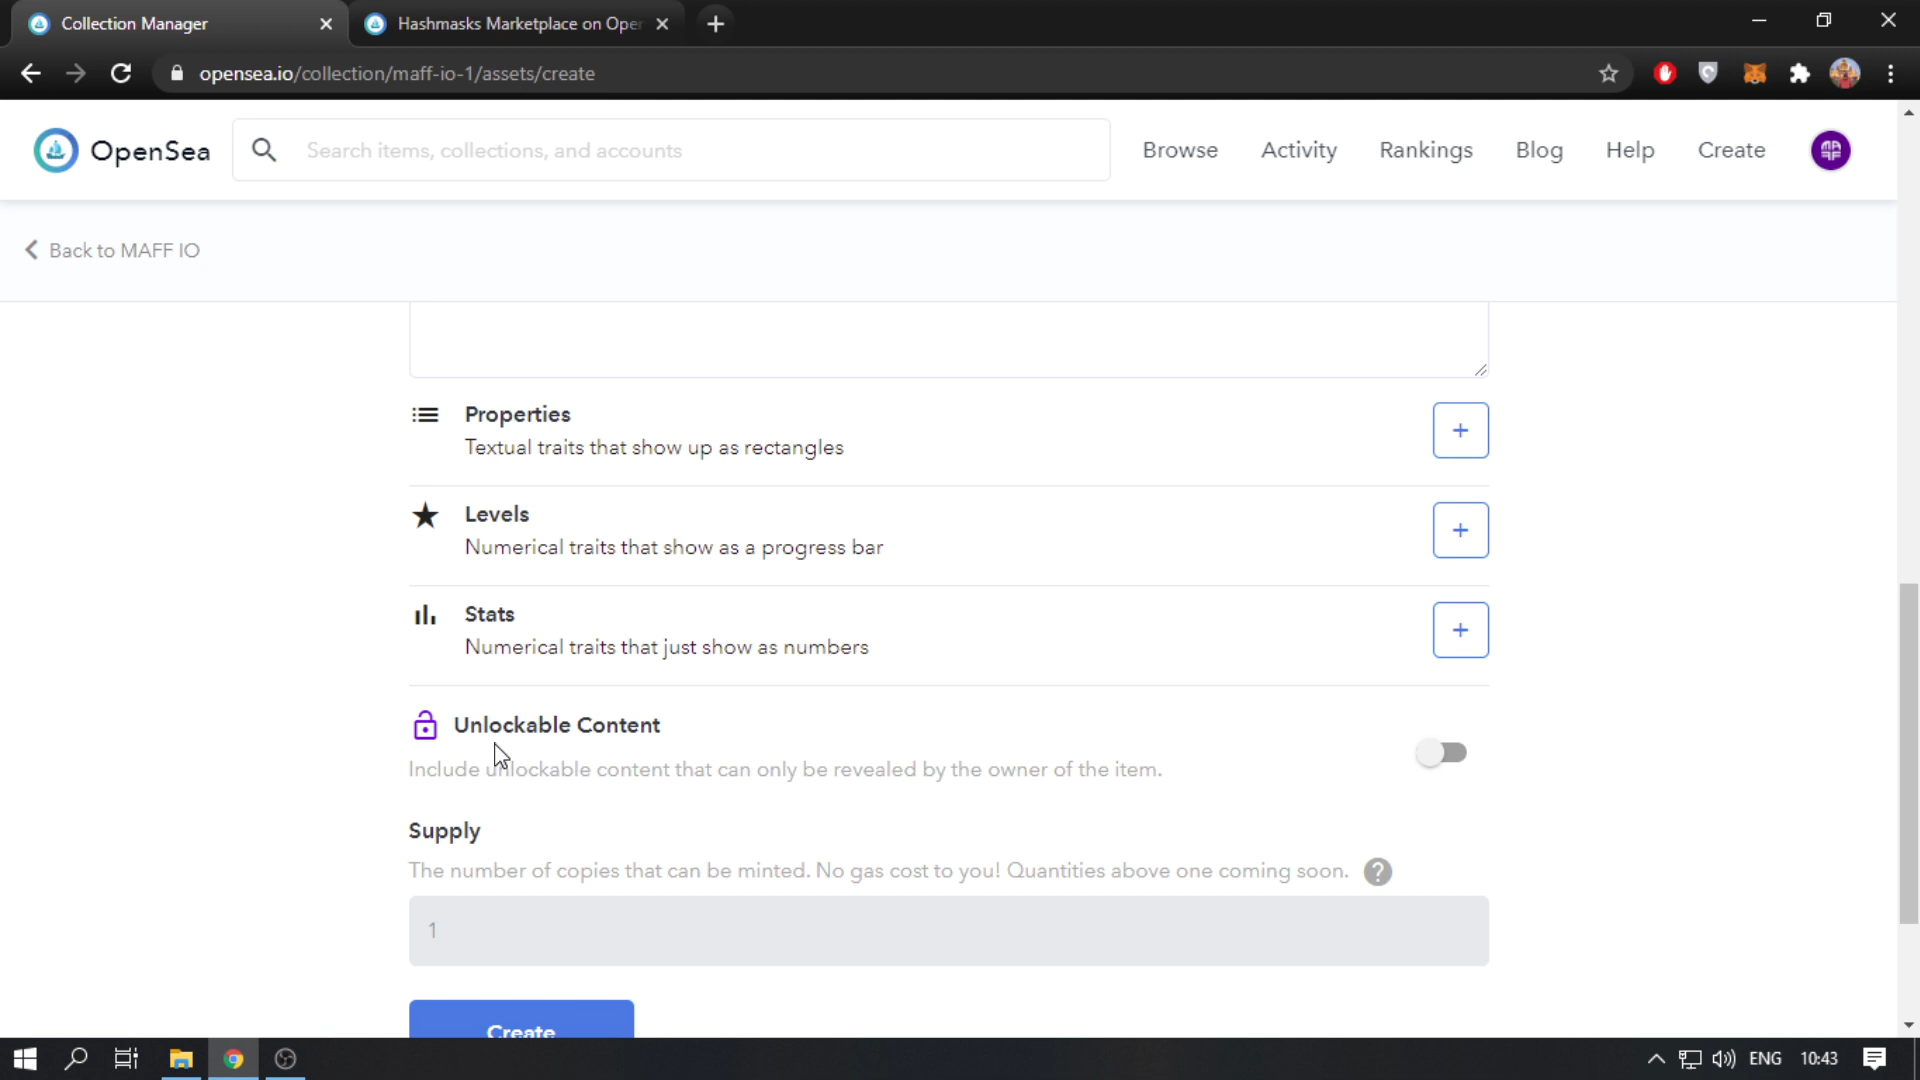 Collection Manager
Hashmasks Marketplace on Oper
opensea.io/collection/maff-io-1/assets/create
OpenSea
Search items, collections, and accounts
Browse
Activity
Rankings
Blog
Help
Create
Back to MAFF IO
Properties
Textual traits that show up as rectangles
+
Levels
Numerical traits that show as a progress bar
+
Stats
Numerical traits that just show as numbers
+
Unlockable Content
Include unlockable content that can only be revealed by the owner of the item.
Supply
The number of copies that can be minted. No gas cost to you! Quantities above one coming soon. ?
1
Create
ENG
10:43